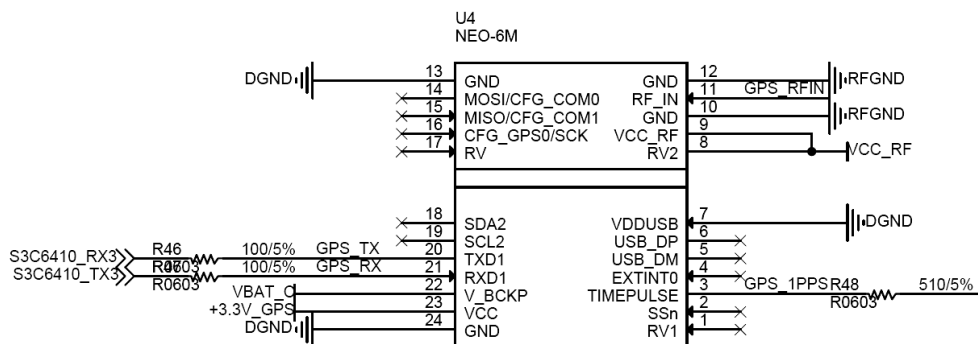 U4
NEO-6M
DGND 13 GND GND 12 RFGND
14 MOSI/CFG_COM0 RF_IN 11 GPS_RFIN
15 MISO/CFG_COM1 GND 10 RFGND
16 CFG_GPS0/SCK VCC_RF 9
17 RV RV2 8 VCC_RF
18 SDA2 VDDUSB 7 DGND
19 SCL2 USB_DP 6
S3C6410_RX3 R46 100/5% GPS_TX 20 TXD1 USB_DM 5
R0603
S3C6410_TX3 100/5% GPS_RX 21 RXD1 EXTINT0 4
R0603
VBAT_C 22 V_BCKP TIMEPULSE 3 GPS_1PPS R48 510/5%
R0603
+3.3V_GPS 23 VCC SSn 2
DGND 24 GND RV1 1